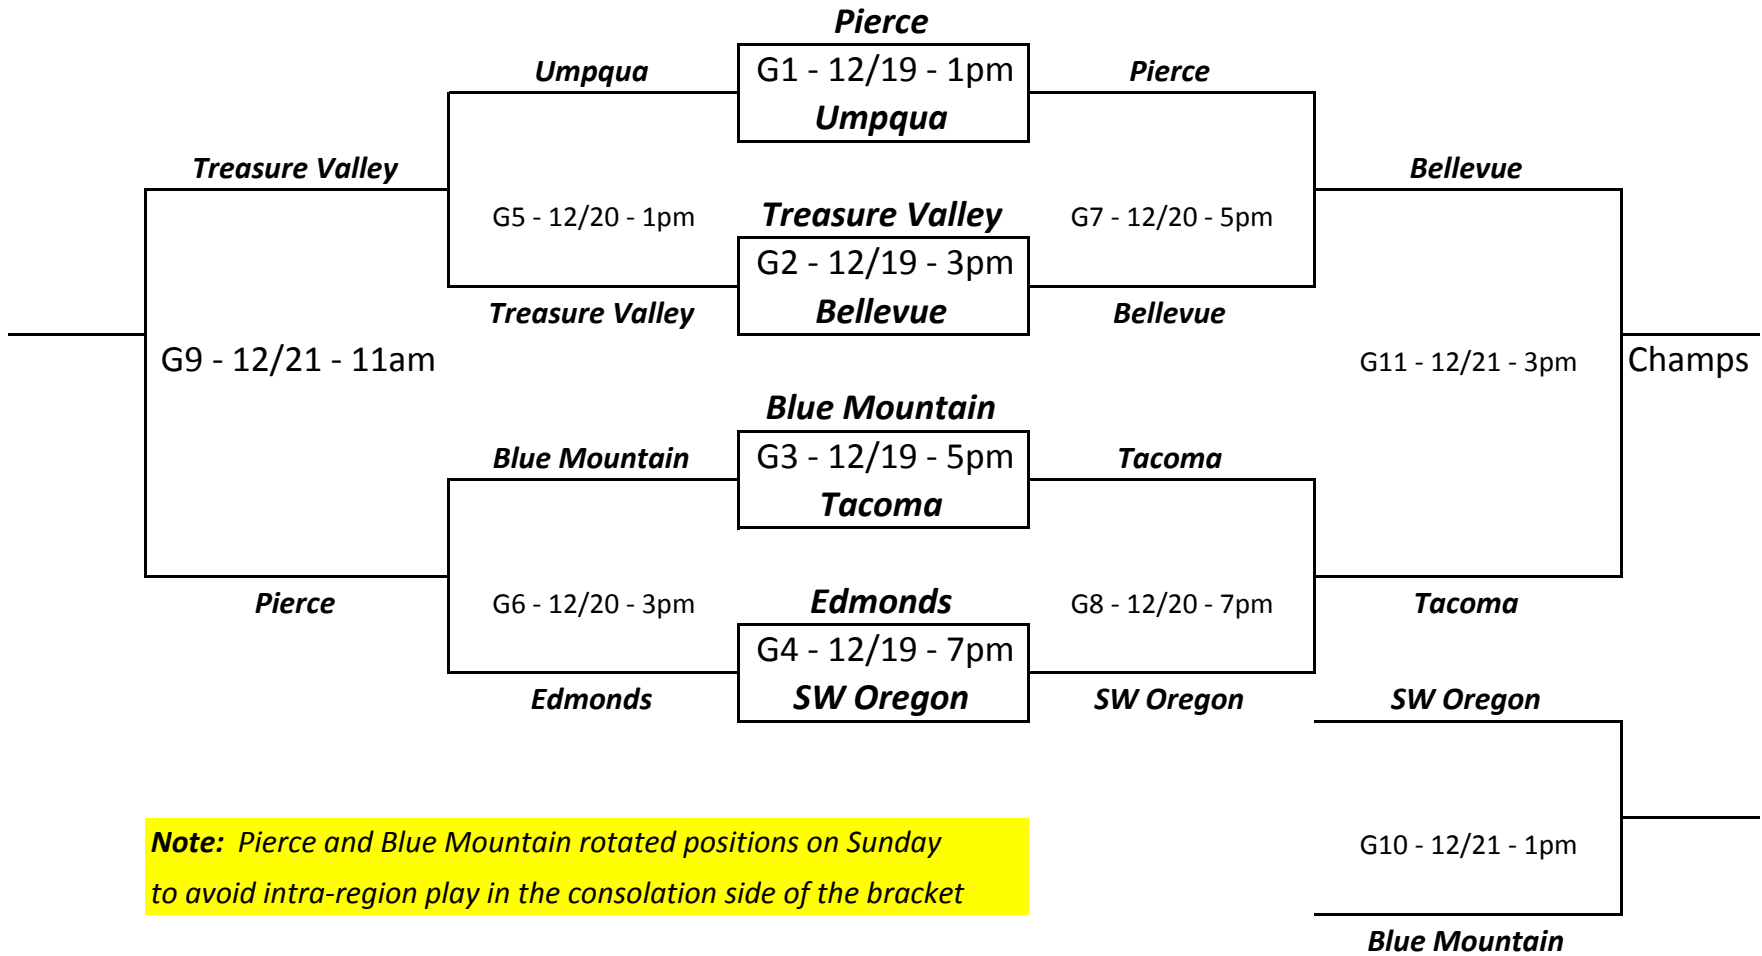 Pierce
Umpqua
G1 - 12/19 - 1pm
Pierce
Umpqua
Treasure Valley
Bellevue
G5 - 12/20 - 1pm
Treasure Valley
G7 - 12/20 - 5pm
G2 - 12/19 - 3pm
Treasure Valley
Bellevue
Bellevue
G9 - 12/21 - 11am
G11 - 12/21 - 3pm
Champs
Blue Mountain
Blue Mountain
G3 - 12/19 - 5pm
Tacoma
Tacoma
Pierce
G6 - 12/20 - 3pm
Edmonds
G8 - 12/20 - 7pm
Tacoma
G4 - 12/19 - 7pm
Edmonds
SW Oregon
SW Oregon
SW Oregon
Note: Pierce and Blue Mountain rotated positions on Sunday
to avoid intra-region play in the consolation side of the bracket
G10 - 12/21 - 1pm
Blue Mountain